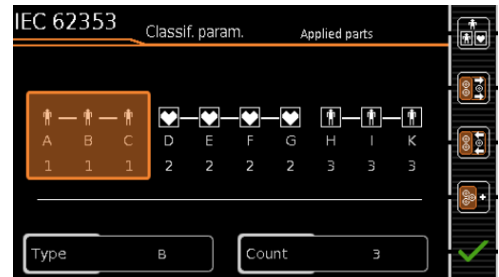 IEC 62353 Classif. param. Applied parts
A B C D E F G H I K
1 1 1 2 2 2 2 3 3 3
Type B Count 3